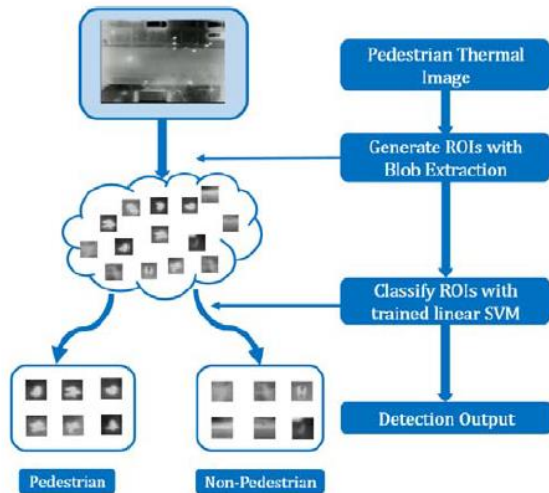 Pedestrian Thermal
Image
Generate ROIs with
Blob Extraction
Classify ROIs with
trained linear SVM
Detection Output
Pedestrian
Non-Pedestrian